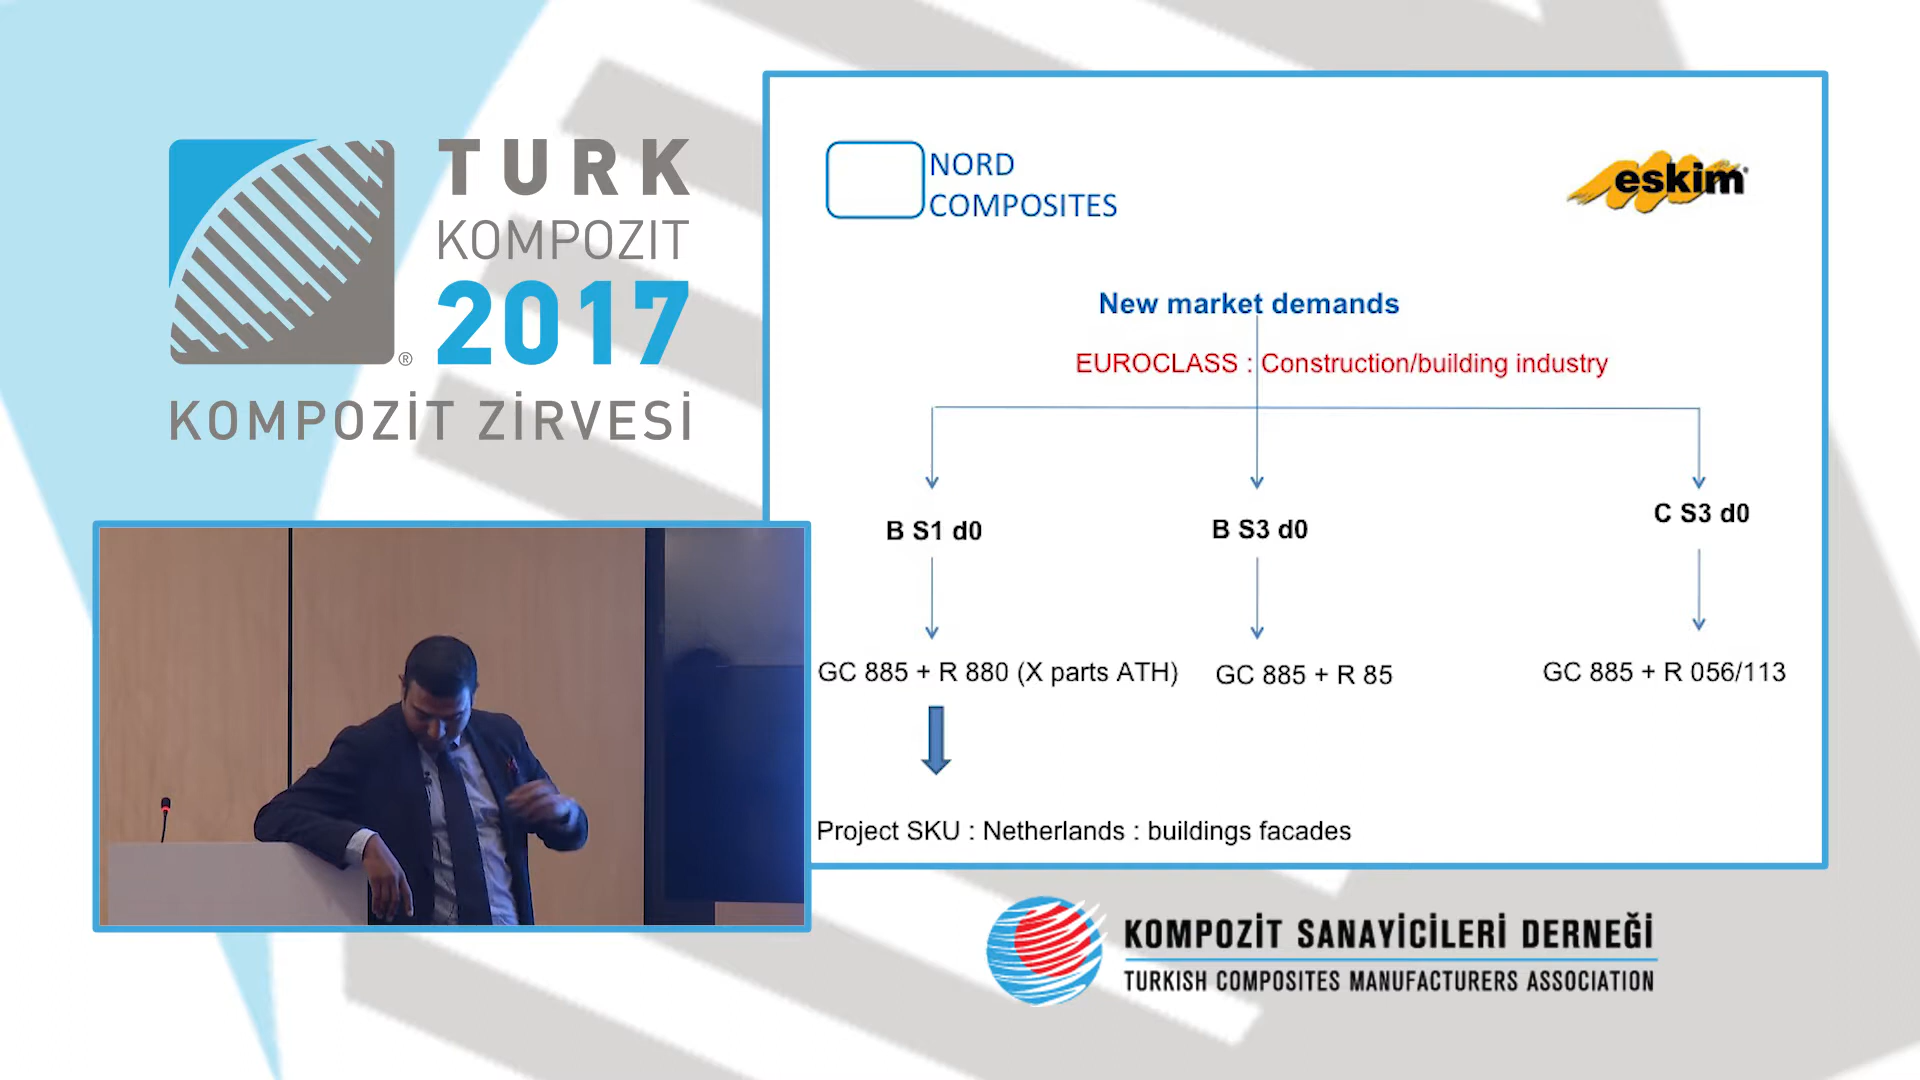 TURK
KOMPOZIT
2017
®
KOMPOZİT ZİRVESİ
NORD
COMPOSITES
eskim
New market demands
EUROCLASS : Construction/building industry
B S1 d0
B S3 d0
C S3 d0
GC 885 + R 880 (X parts ATH)
GC 885 + R 85
GC 885 + R 056/113
Project SKU : Netherlands : buildings facades
KOMPOZİT SANAYİCİLERİ DERNEĞİ
TURKISH COMPOSITES MANUFACTURERS ASSOCIATION